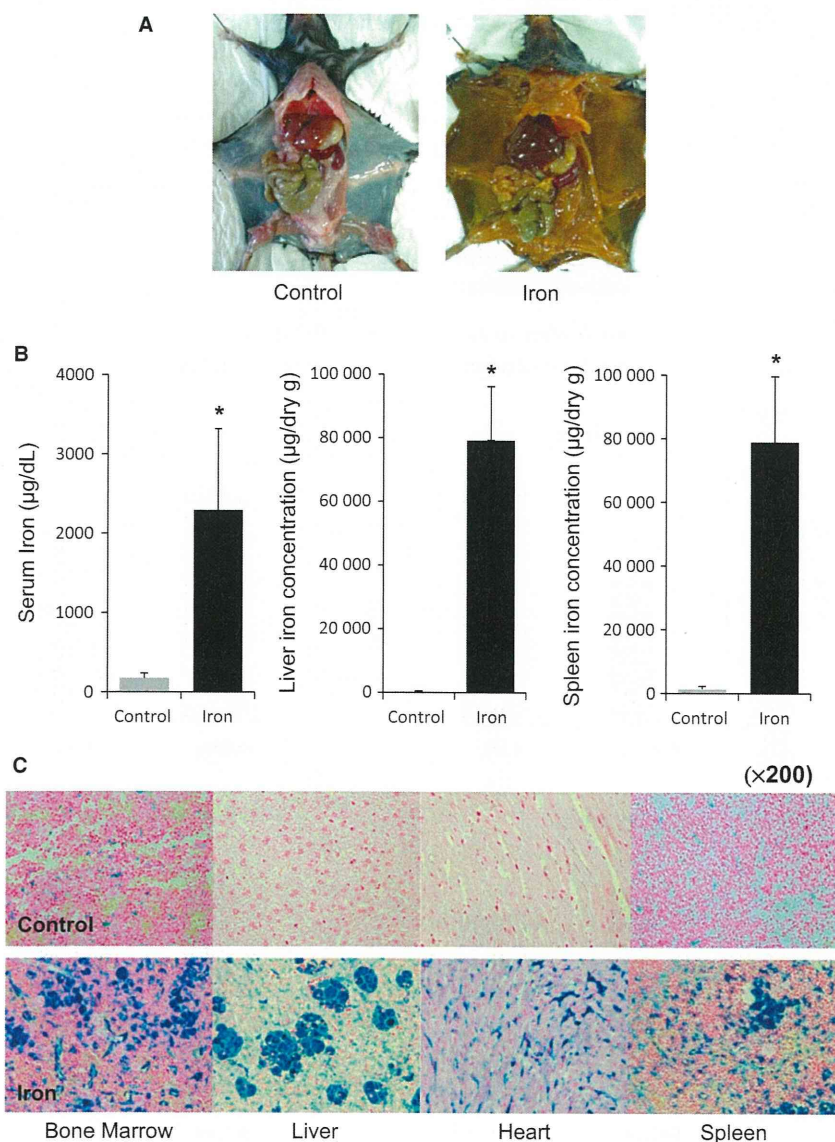 A
Control
Iron
B
Serum Iron (µg/dL)
4000
3000
2000
1000
0
Control
Iron
*
Liver iron concentration (µg/dry g)
100 000
80 000
60 000
40 000
20 000
0
Control
Iron
*
Spleen iron concentration (µg/dry g)
100 000
80 000
60 000
40 000
20 000
0
Control
Iron
*
C
(×200)
Control
Iron
Bone Marrow
Liver
Heart
Spleen